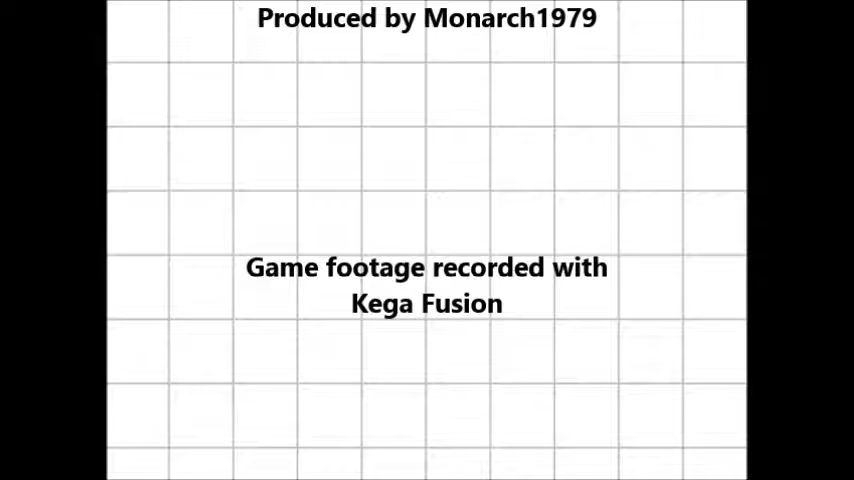 Produced by Monarch1979
Game footage recorded with
Kega Fusion